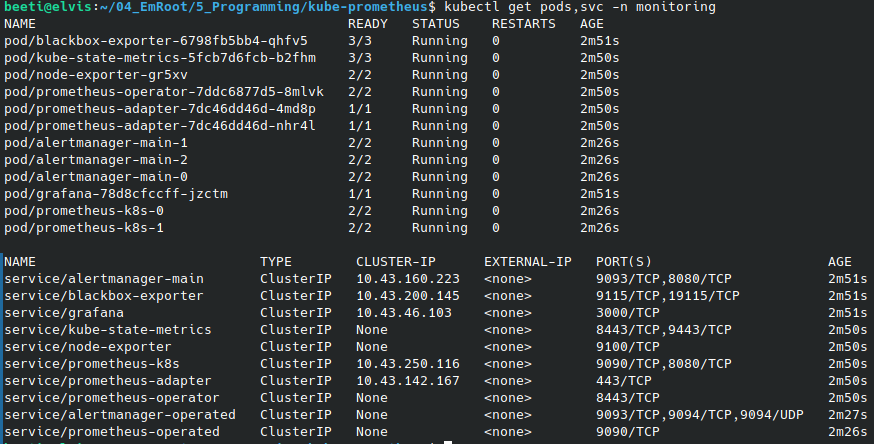 beeti@elvis:~/04_EmRoot/5_Programming/kube-prometheus$ kubectl get pods,svc -n monitoring
NAME READY STATUS RESTARTS AGE
pod/blackbox-exporter-6798fb5bb4-qhfv5 3/3 Running 0 2m51s
pod/kube-state-metrics-5fcb7d6fcb-b2fhm 3/3 Running 0 2m50s
pod/node-exporter-gr5xv 2/2 Running 0 2m50s
pod/prometheus-operator-7ddc6877d5-8mlvk 2/2 Running 0 2m50s
pod/prometheus-adapter-7dc46dd46d-4md8p 1/1 Running 0 2m50s
pod/prometheus-adapter-7dc46dd46d-nhr4l 1/1 Running 0 2m50s
pod/alertmanager-main-1 2/2 Running 0 2m26s
pod/alertmanager-main-2 2/2 Running 0 2m26s
pod/alertmanager-main-0 2/2 Running 0 2m26s
pod/grafana-78d8cfccff-jzctm 1/1 Running 0 2m51s
pod/prometheus-k8s-0 2/2 Running 0 2m26s
pod/prometheus-k8s-1 2/2 Running 0 2m26s
NAME TYPE CLUSTER-IP EXTERNAL-IP PORT(S) AGE
service/alertmanager-main ClusterIP 10.43.160.223 <none> 9093/TCP,8080/TCP 2m51s
service/blackbox-exporter ClusterIP 10.43.200.145 <none> 9115/TCP,19115/TCP 2m51s
service/grafana ClusterIP 10.43.46.103 <none> 3000/TCP 2m51s
service/kube-state-metrics ClusterIP None <none> 8443/TCP,9443/TCP 2m50s
service/node-exporter ClusterIP None <none> 9100/TCP 2m50s
service/prometheus-k8s ClusterIP 10.43.250.116 <none> 9090/TCP,8080/TCP 2m50s
service/prometheus-adapter ClusterIP 10.43.142.167 <none> 443/TCP 2m50s
service/prometheus-operator ClusterIP None <none> 8443/TCP 2m50s
service/alertmanager-operated ClusterIP None <none> 9093/TCP,9094/TCP,9094/UDP 2m27s
service/prometheus-operated ClusterIP None <none> 9090/TCP 2m26s